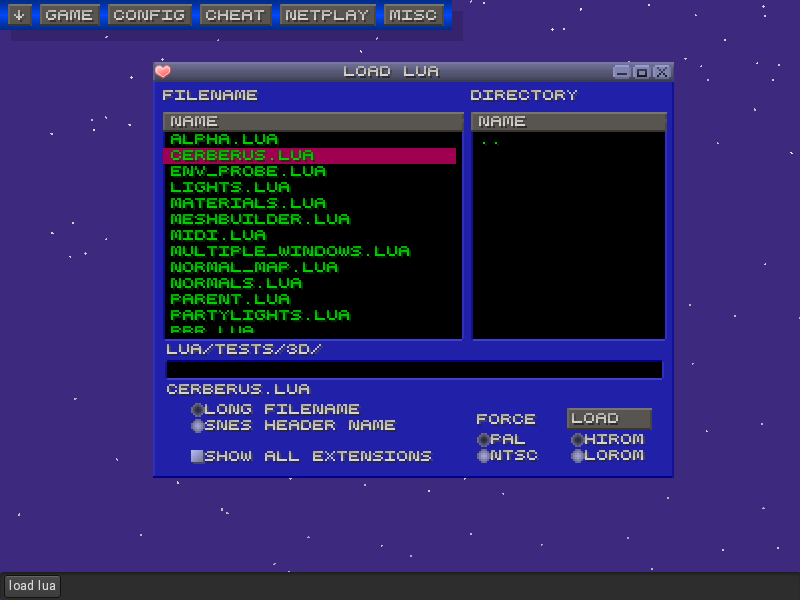 GAME CONFIG CHEAT NETPLAY MISC
LOAD LUA
FILENAME DIRECTORY
NAME NAME
ALPHA.LUA ..
CERBERUS.LUA
ENV_PROBE.LUA
LIGHTS.LUA
MATERIALS.LUA
MESHBUILDER.LUA
MIDI.LUA
MULTIPLE_WINDOWS.LUA
NORMAL_MAP.LUA
NORMALS.LUA
PARENT.LUA
PARTYLIGHTS.LUA
PBR.LUA
LUA/TESTS/3D/
CERBERUS.LUA
LONG FILENAME
SNES HEADER NAME
SHOW ALL EXTENSIONS
FORCE LOAD
PAL HIROM
NTSC LOROM
load lua